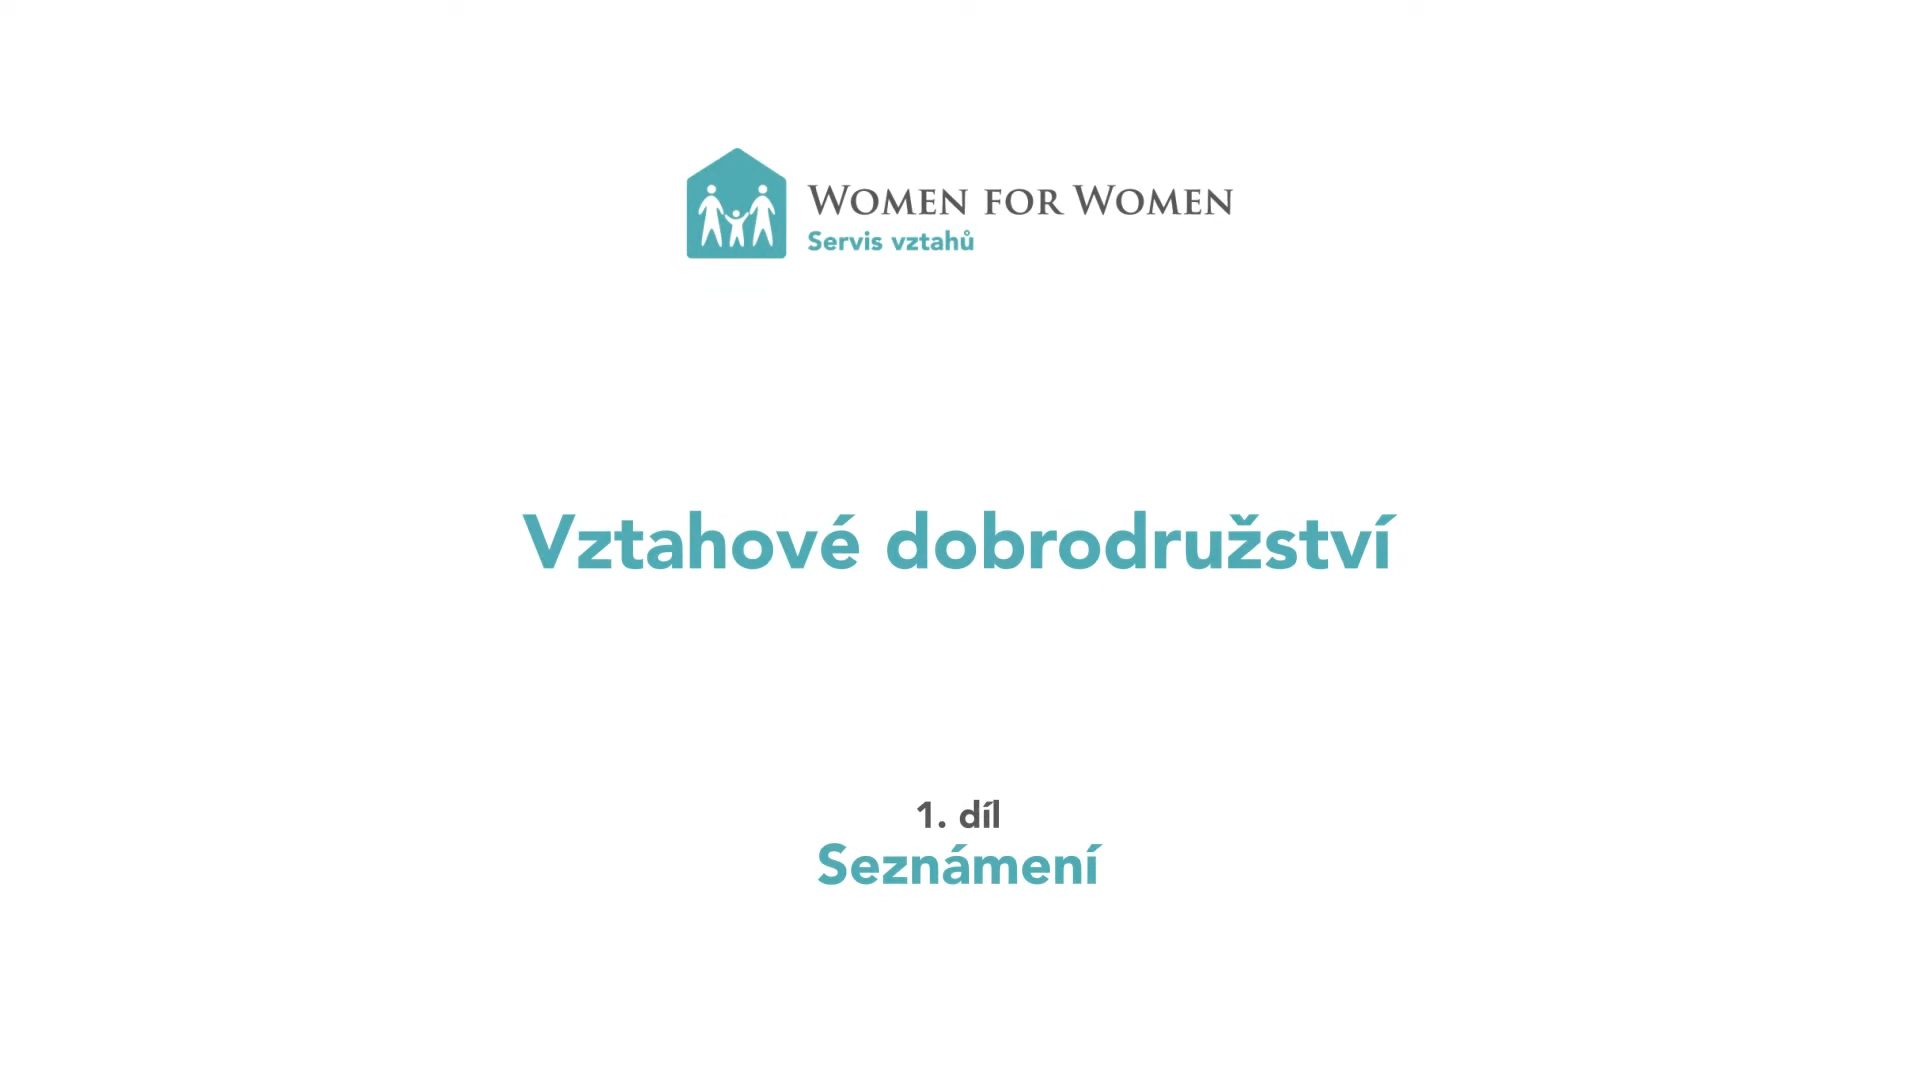 WOMEN FOR WOMEN
Servis vztahů
Vztahové dobrodružství
1. díl
Seznámení